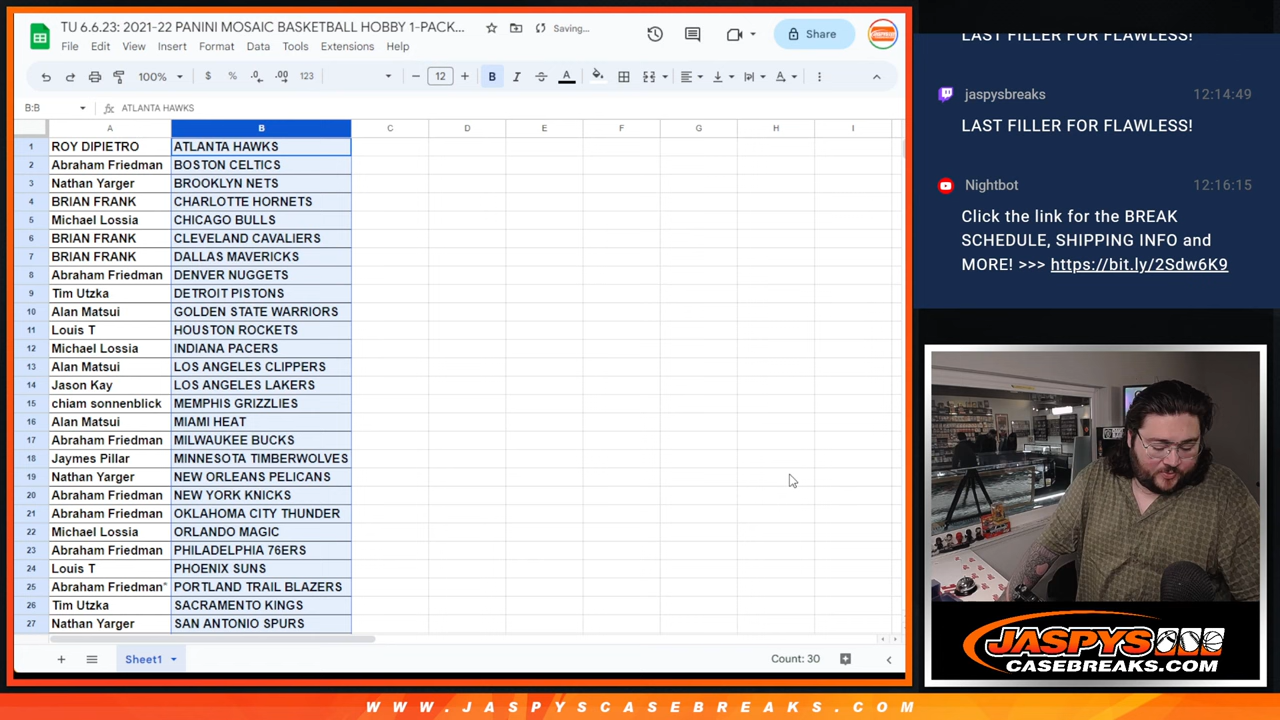 TU 6.6.23: 2021-22 PANINI MOSAIC BASKETBALL HOBBY 1-PACK...
Saving...
Share
File Edit View Insert Format Data Tools Extensions Help
100% $ % .0 .00 123 12 B I A
B:B fx ATLANTA HAWKS
A B C D E F G H I
1 ROY DIPIETRO ATLANTA HAWKS
2 Abraham Friedman BOSTON CELTICS
3 Nathan Yarger BROOKLYN NETS
4 BRIAN FRANK CHARLOTTE HORNETS
5 Michael Lossia CHICAGO BULLS
6 BRIAN FRANK CLEVELAND CAVALIERS
7 BRIAN FRANK DALLAS MAVERICKS
8 Abraham Friedman DENVER NUGGETS
9 Tim Utzka DETROIT PISTONS
10 Alan Matsui GOLDEN STATE WARRIORS
11 Louis T HOUSTON ROCKETS
12 Michael Lossia INDIANA PACERS
13 Alan Matsui LOS ANGELES CLIPPERS
14 Jason Kay LOS ANGELES LAKERS
15 chiam sonnenblick MEMPHIS GRIZZLIES
16 Alan Matsui MIAMI HEAT
17 Abraham Friedman MILWAUKEE BUCKS
18 Jaymes Pillar MINNESOTA TIMBERWOLVES
19 Nathan Yarger NEW ORLEANS PELICANS
20 Abraham Friedman NEW YORK KNICKS
21 Abraham Friedman OKLAHOMA CITY THUNDER
22 Michael Lossia ORLANDO MAGIC
23 Abraham Friedman PHILADELPHIA 76ERS
24 Louis T PHOENIX SUNS
25 Abraham Friedman* PORTLAND TRAIL BLAZERS
26 Tim Utzka SACRAMENTO KINGS
27 Nathan Yarger SAN ANTONIO SPURS
Sheet1
Count: 30
LAST FILLER FOR FLAWLESS!
jaspysbreaks 12:14:49
LAST FILLER FOR FLAWLESS!
Nightbot 12:16:15
Click the link for the BREAK
SCHEDULE, SHIPPING INFO and
MORE! >>> https://bit.ly/2Sdw6K9
JASPYS
CASEBREAKS.COM
WWW.JASPYSCASEBREAKS.COM